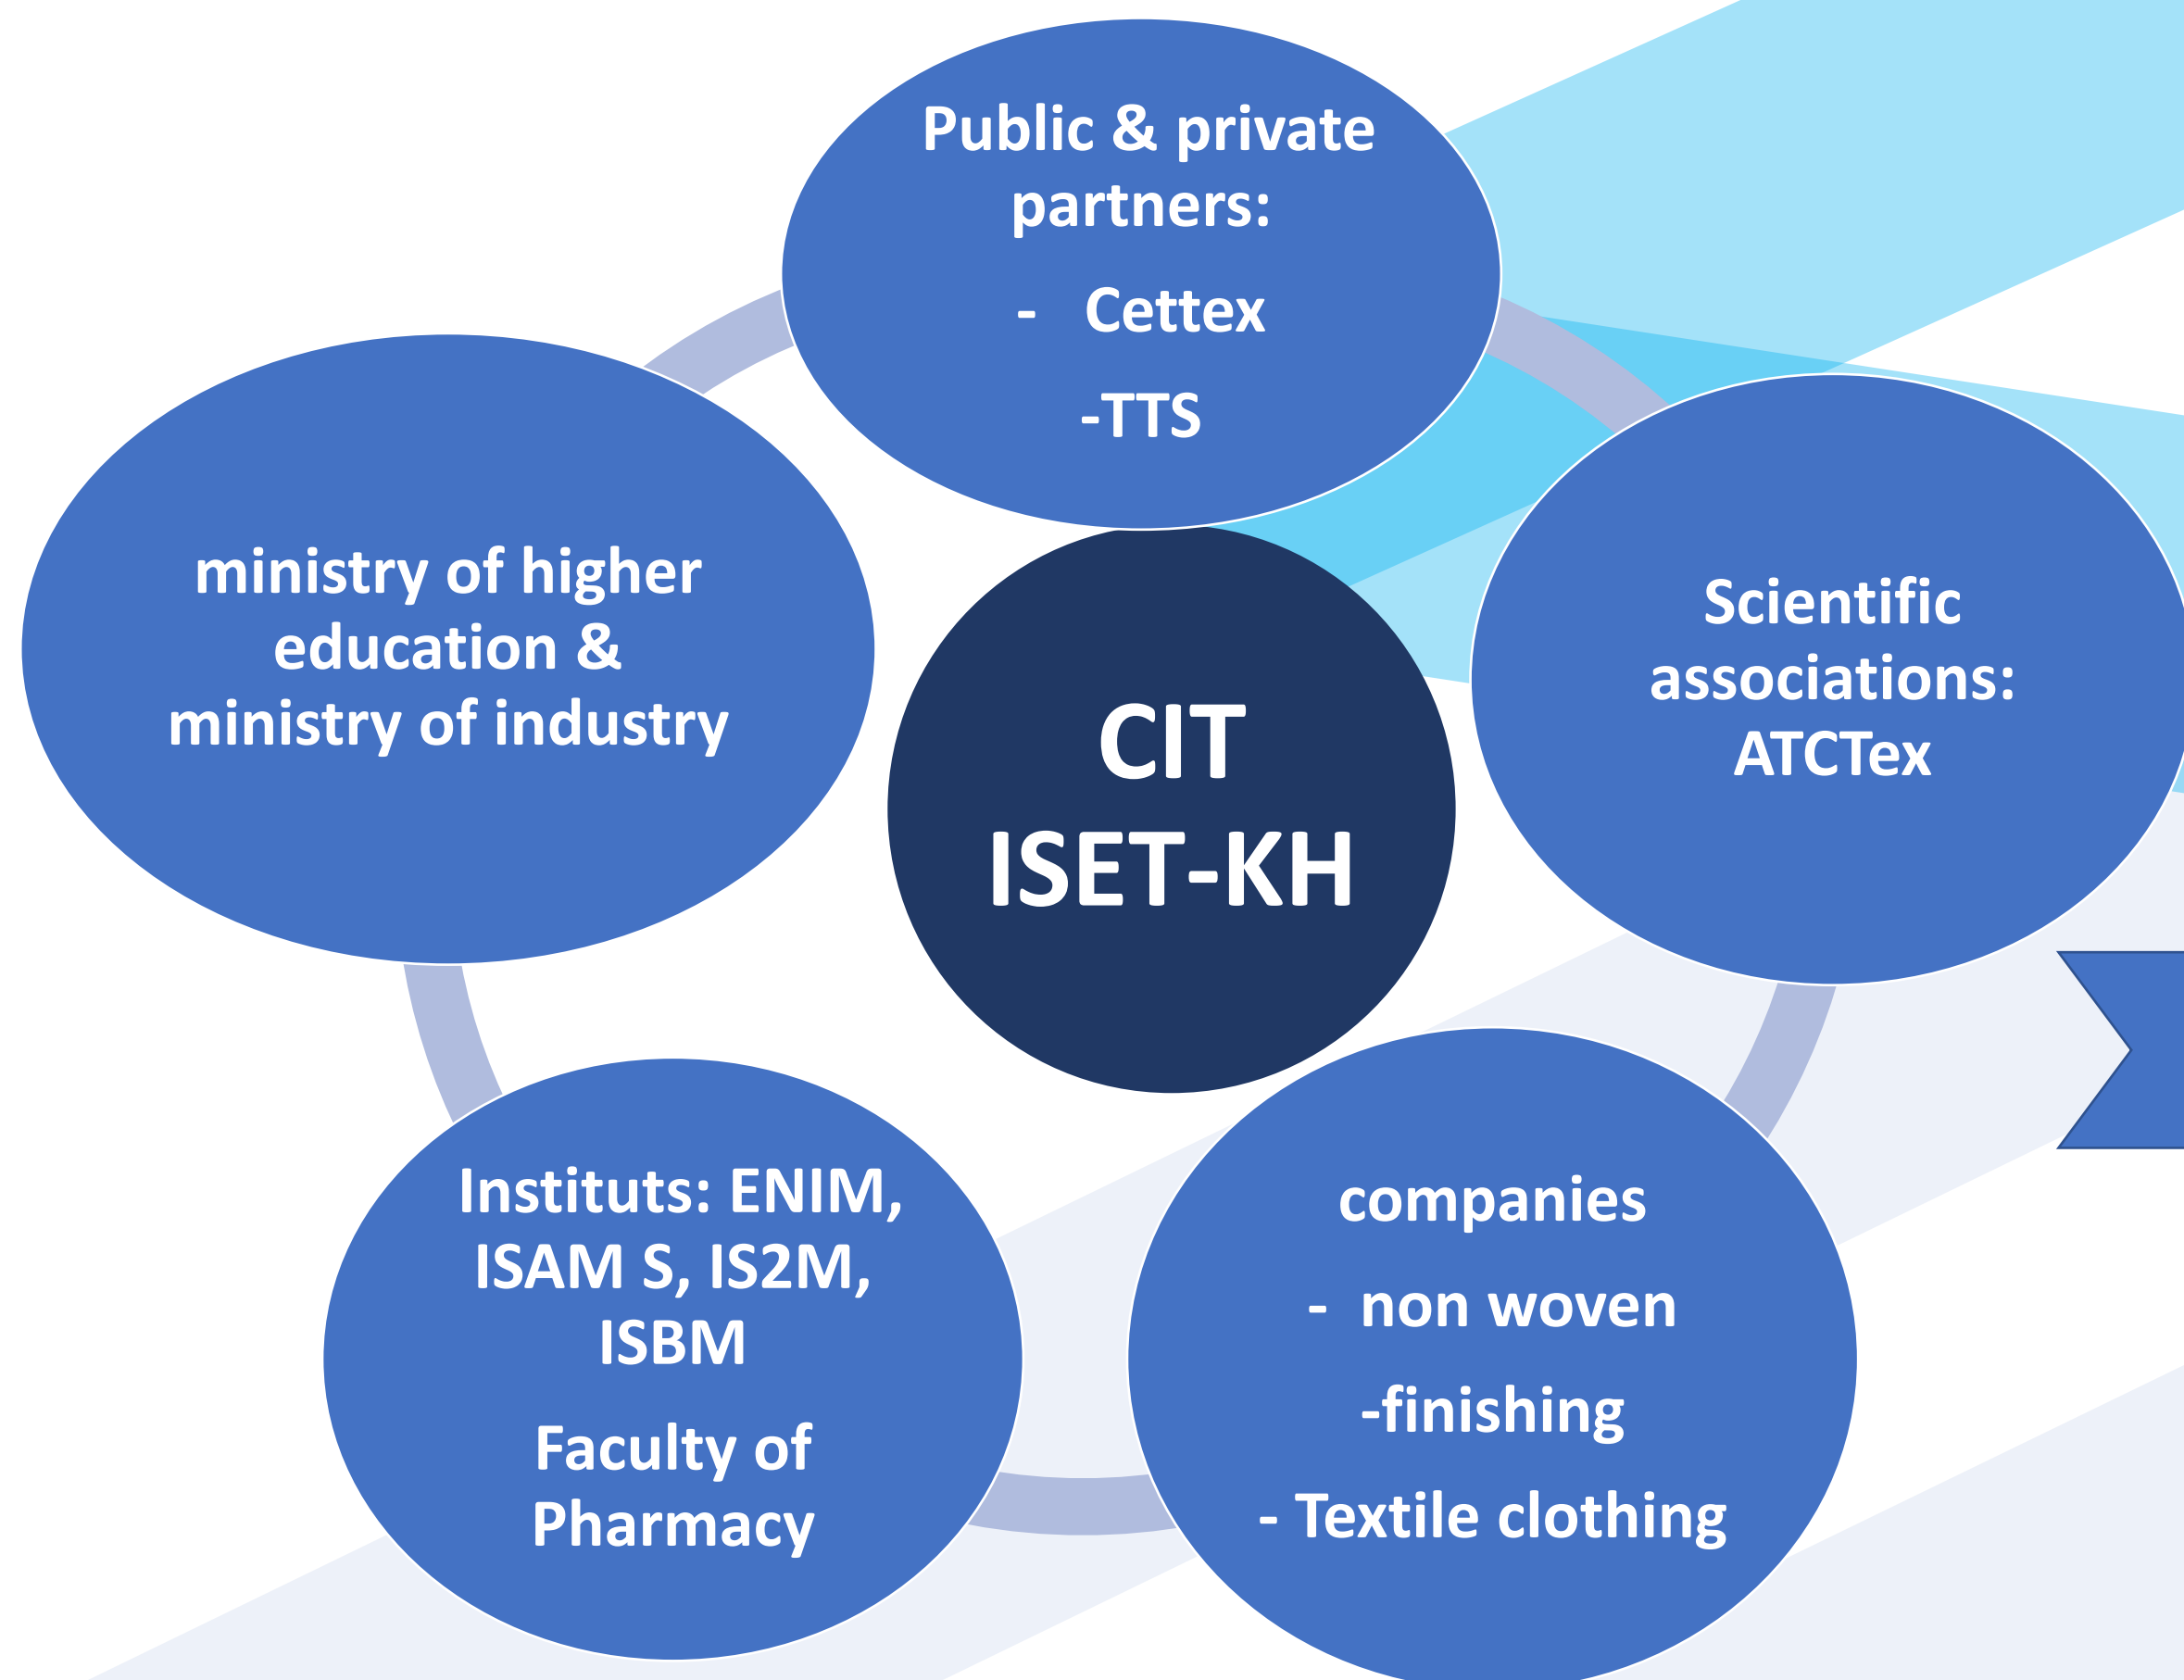 Public & private
partners:
- Cettex
-TTS
ministry of higher
education &
ministry of industry
Scientific
associations:
ATCTex
CIT
ISET-KH
Instituts: ENIM,
ISAM S, IS2M,
ISBM
Faculty of
Pharmacy
companies
- non woven
-finishing
- Textile clothing